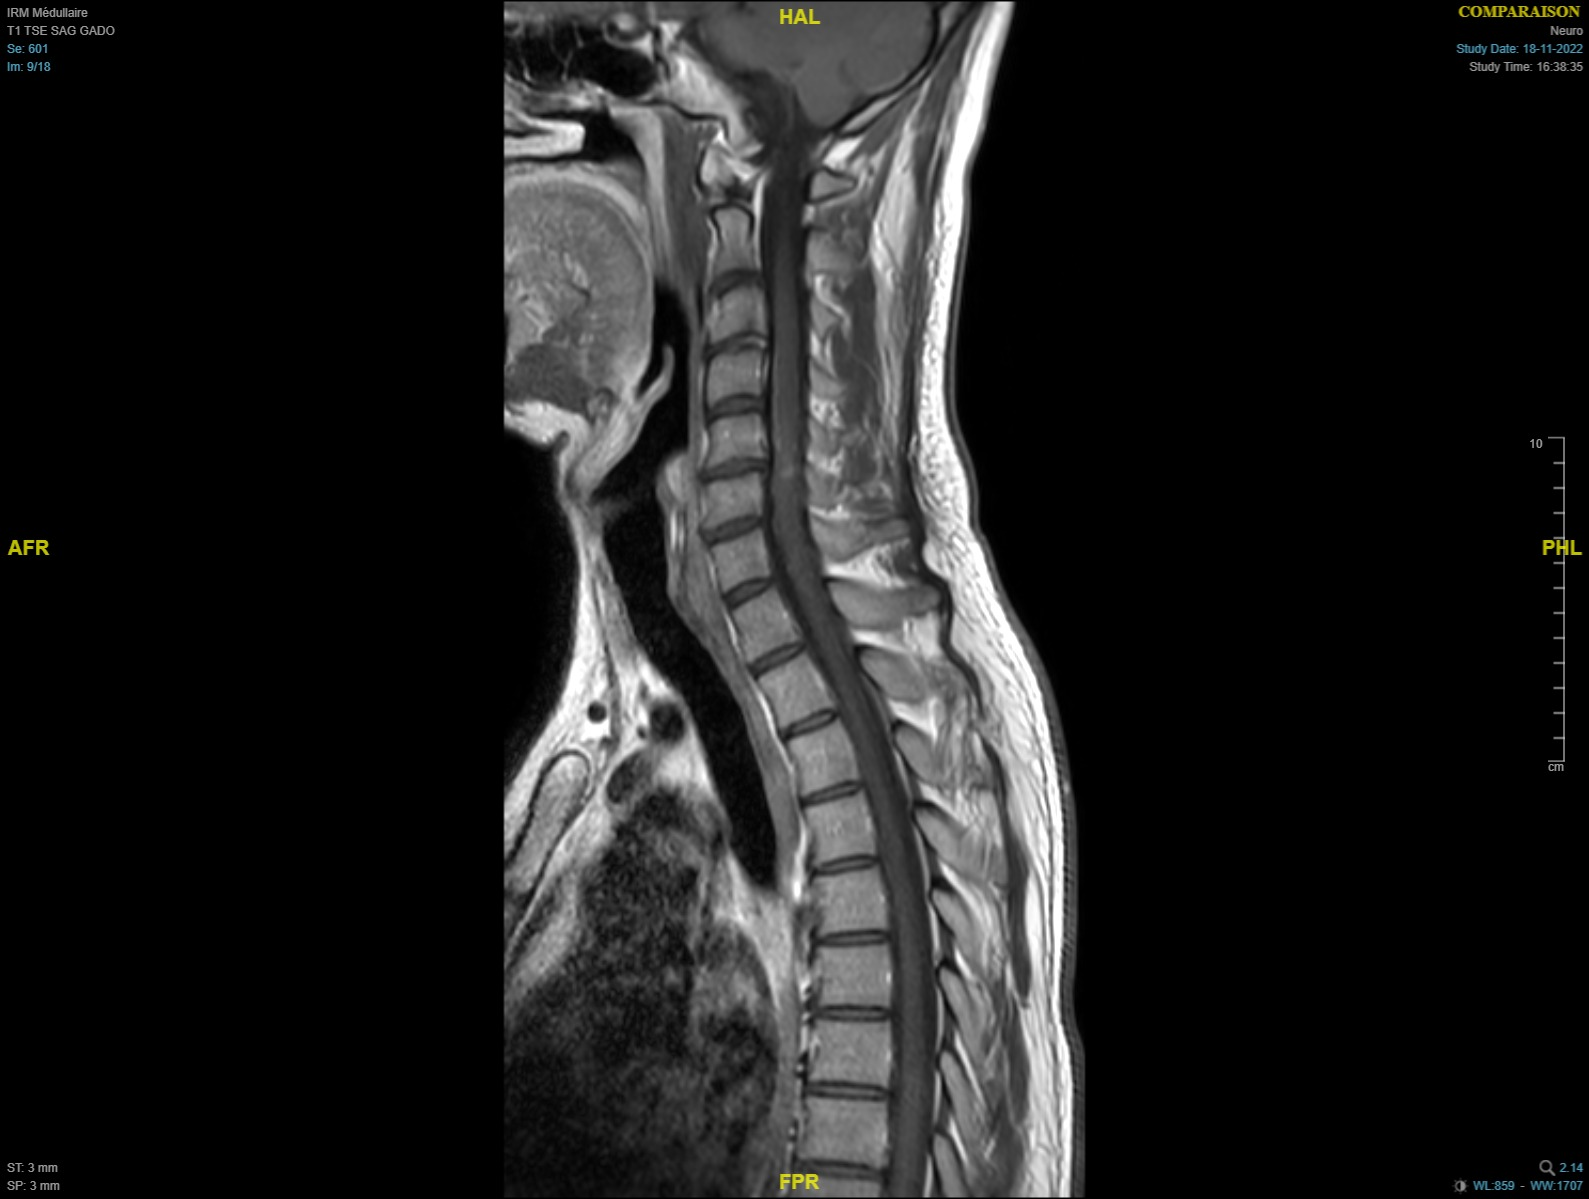 IRM Médullaire
T1 TSE SAG GADO
Se: 601
Im: 9/18
HAL
COMPARAISON
Neuro
Study Date: 18-11-2022
Study Time: 16:38:35
10
AFR
PHL
cm
ST: 3 mm
SP: 3 mm
FPR
2.14
WL:859 - WW:1707